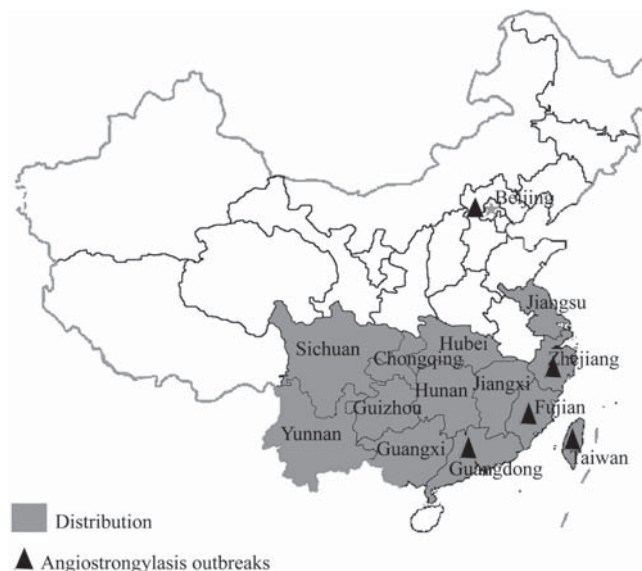 Beijing
Jiangsu
Hubei
Sichuan
Chongqing
Zhejiang
Hunan
Jiangxi
Guizhou
Fujian
Yunnan
Guangxi
Guangdong
Taiwan
Distribution
Angiostrongylasis outbreaks